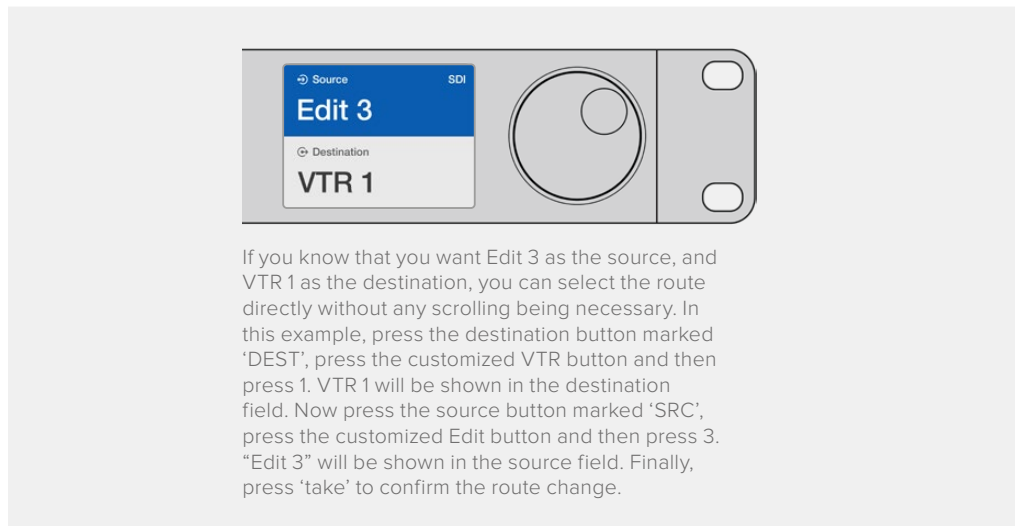 Source SDI
Edit 3
Destination
VTR 1
If you know that you want Edit 3 as the source, and
VTR 1 as the destination, you can select the route
directly without any scrolling being necessary. In
this example, press the destination button marked
‘DEST’, press the customized VTR button and then
press 1. VTR 1 will be shown in the destination
field. Now press the source button marked ‘SRC’,
press the customized Edit button and then press 3.
“Edit 3” will be shown in the source field. Finally,
press ‘take’ to confirm the route change.